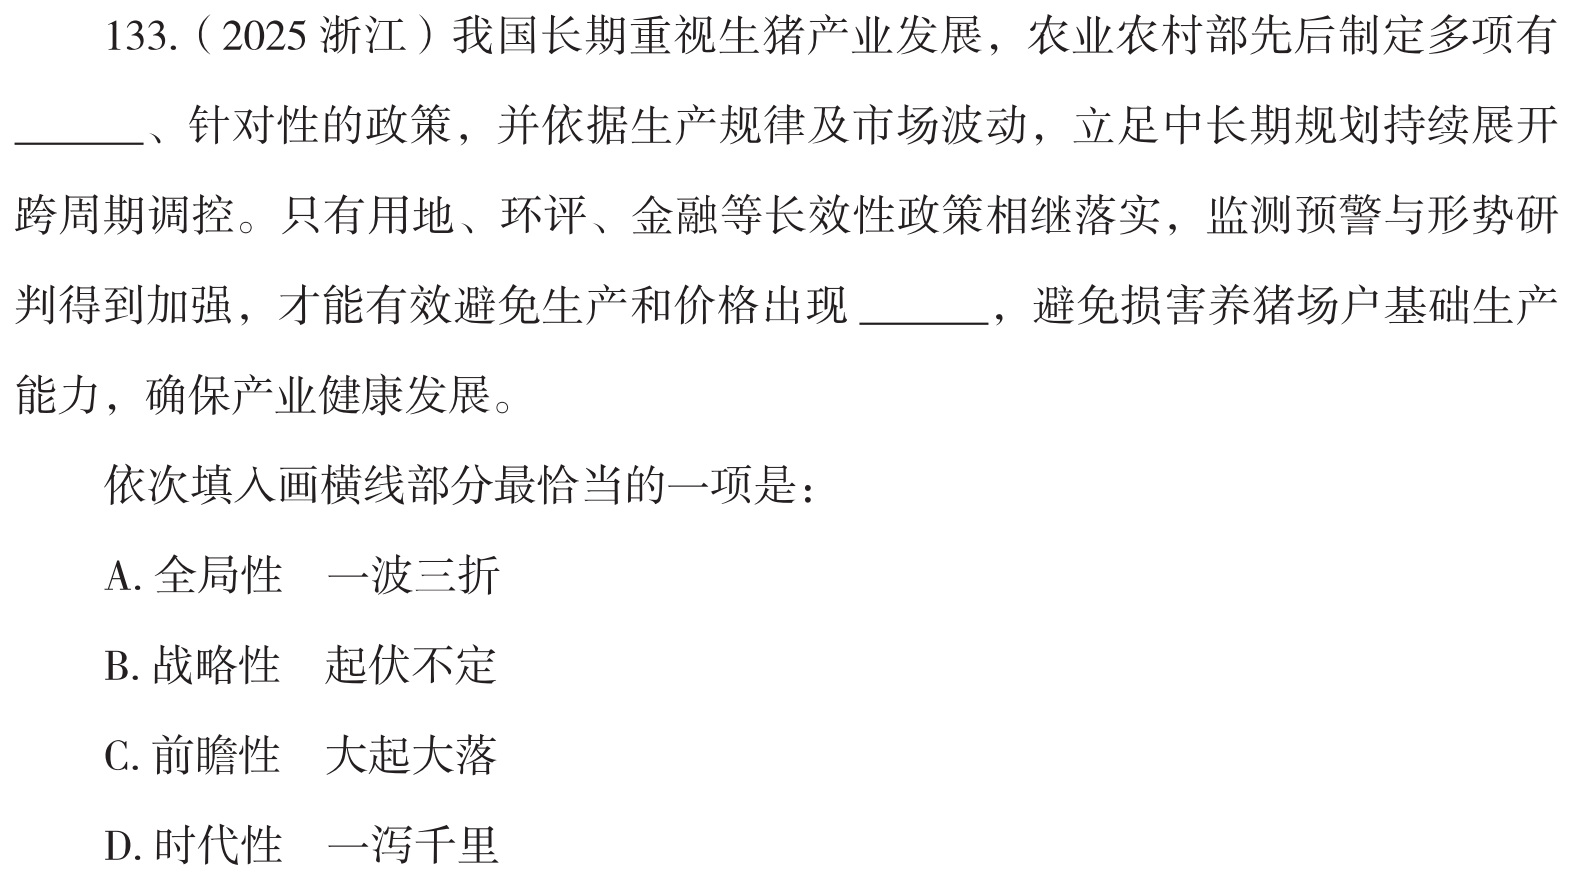 133.（2025 浙江）我国长期重视生猪产业发展，农业农村部先后制定多项有
______、针对性的政策，并依据生产规律及市场波动，立足中长期规划持续展开
跨周期调控。只有用地、环评、金融等长效性政策相继落实，监测预警与形势研
判得到加强，才能有效避免生产和价格出现 ______，避免损害养猪场户基础生产
能力，确保产业健康发展。
依次填入画横线部分最恰当的一项是：
A. 全局性　一波三折
B. 战略性　起伏不定
C. 前瞻性　大起大落
D. 时代性　一泻千里